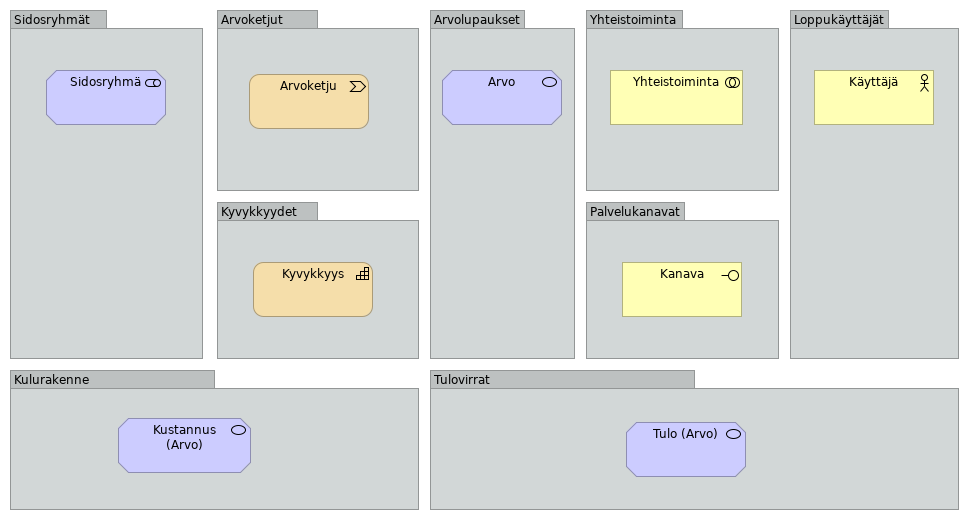 Sidosryhmät
Sidosryhmä
Arvoketjut
Arvoketju
Kyvykkyydet
Kyvykkyys
Arvolupaukset
Arvo
Yhteistoiminta
Yhteistoiminta
Palvelukanavat
Kanava
Loppukäyttäjät
Käyttäjä
Kulurakenne
Kustannus
(Arvo)
Tulovirrat
Tulo (Arvo)